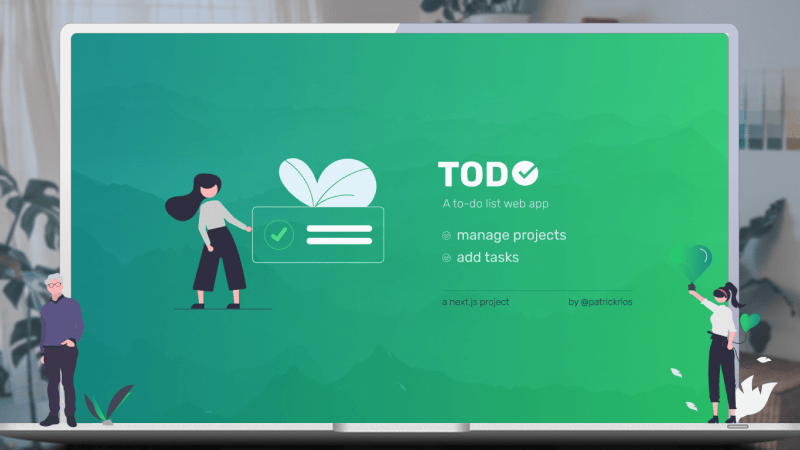 TODO
A to-do list web app
manage projects
add tasks
a next.js project
by @patrickrios